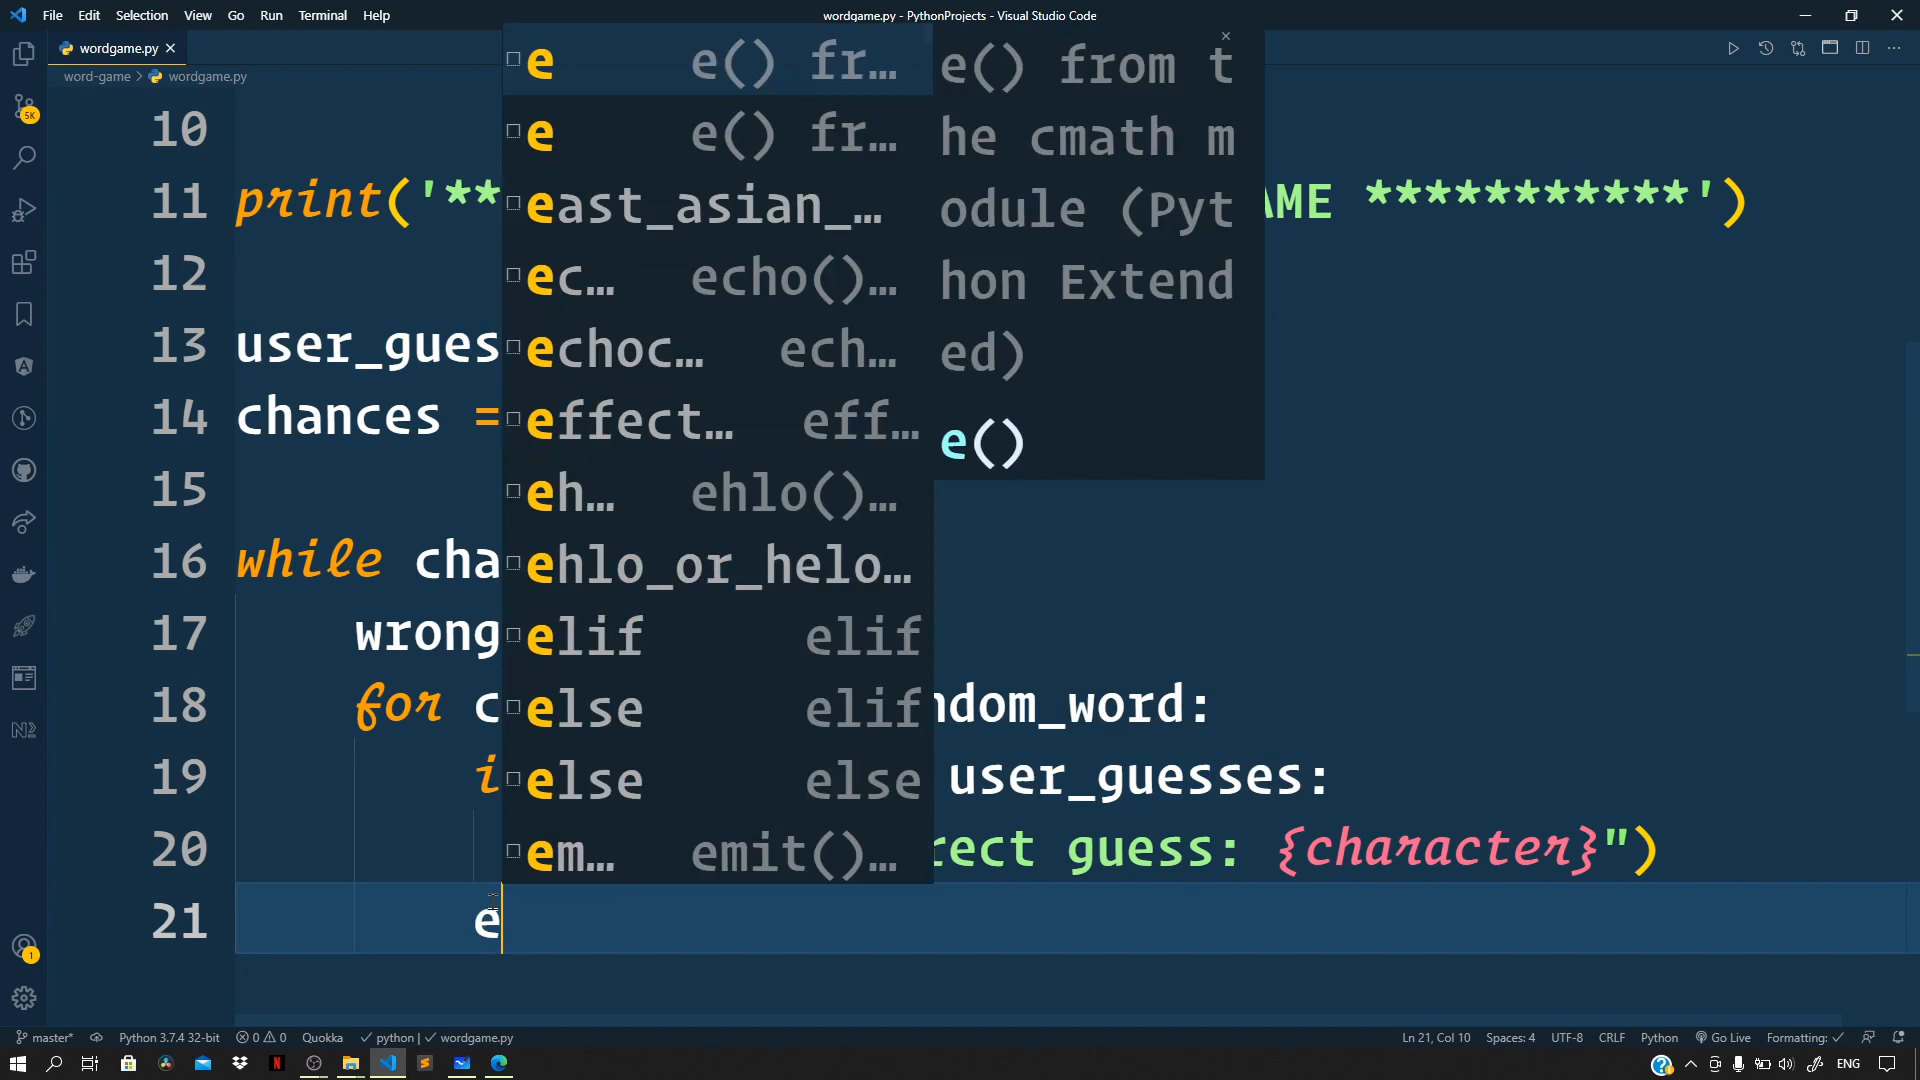 File Edit Selection View Go Run Terminal Help
wordgame.py - PythonProjects - Visual Studio Code
wordgame.py
word-game > wordgame.py
10
11 print('** AME ***********')
12
13 user_gues
14 chances =
15
16 while cha
17 wrong
18 for c ndom_word:
19 i user_guesses:
20 rect guess: {character}")
21 e
e e() fr…
e e() fr…
east_asian_…
ec… echo()…
echoc… ech…
effect… eff…
eh… ehlo()…
ehlo_or_helo…
elif elif
else elif
else else
em… emit()…
e() from t
he cmath m
odule (Pyt
hon Extend
ed)
e()
5K
1
master* Python 3.7.4 32-bit 0 0 Quokka python | wordgame.py
Ln 21, Col 10 Spaces: 4 UTF-8 CRLF Python Go Live Formatting:
ENG